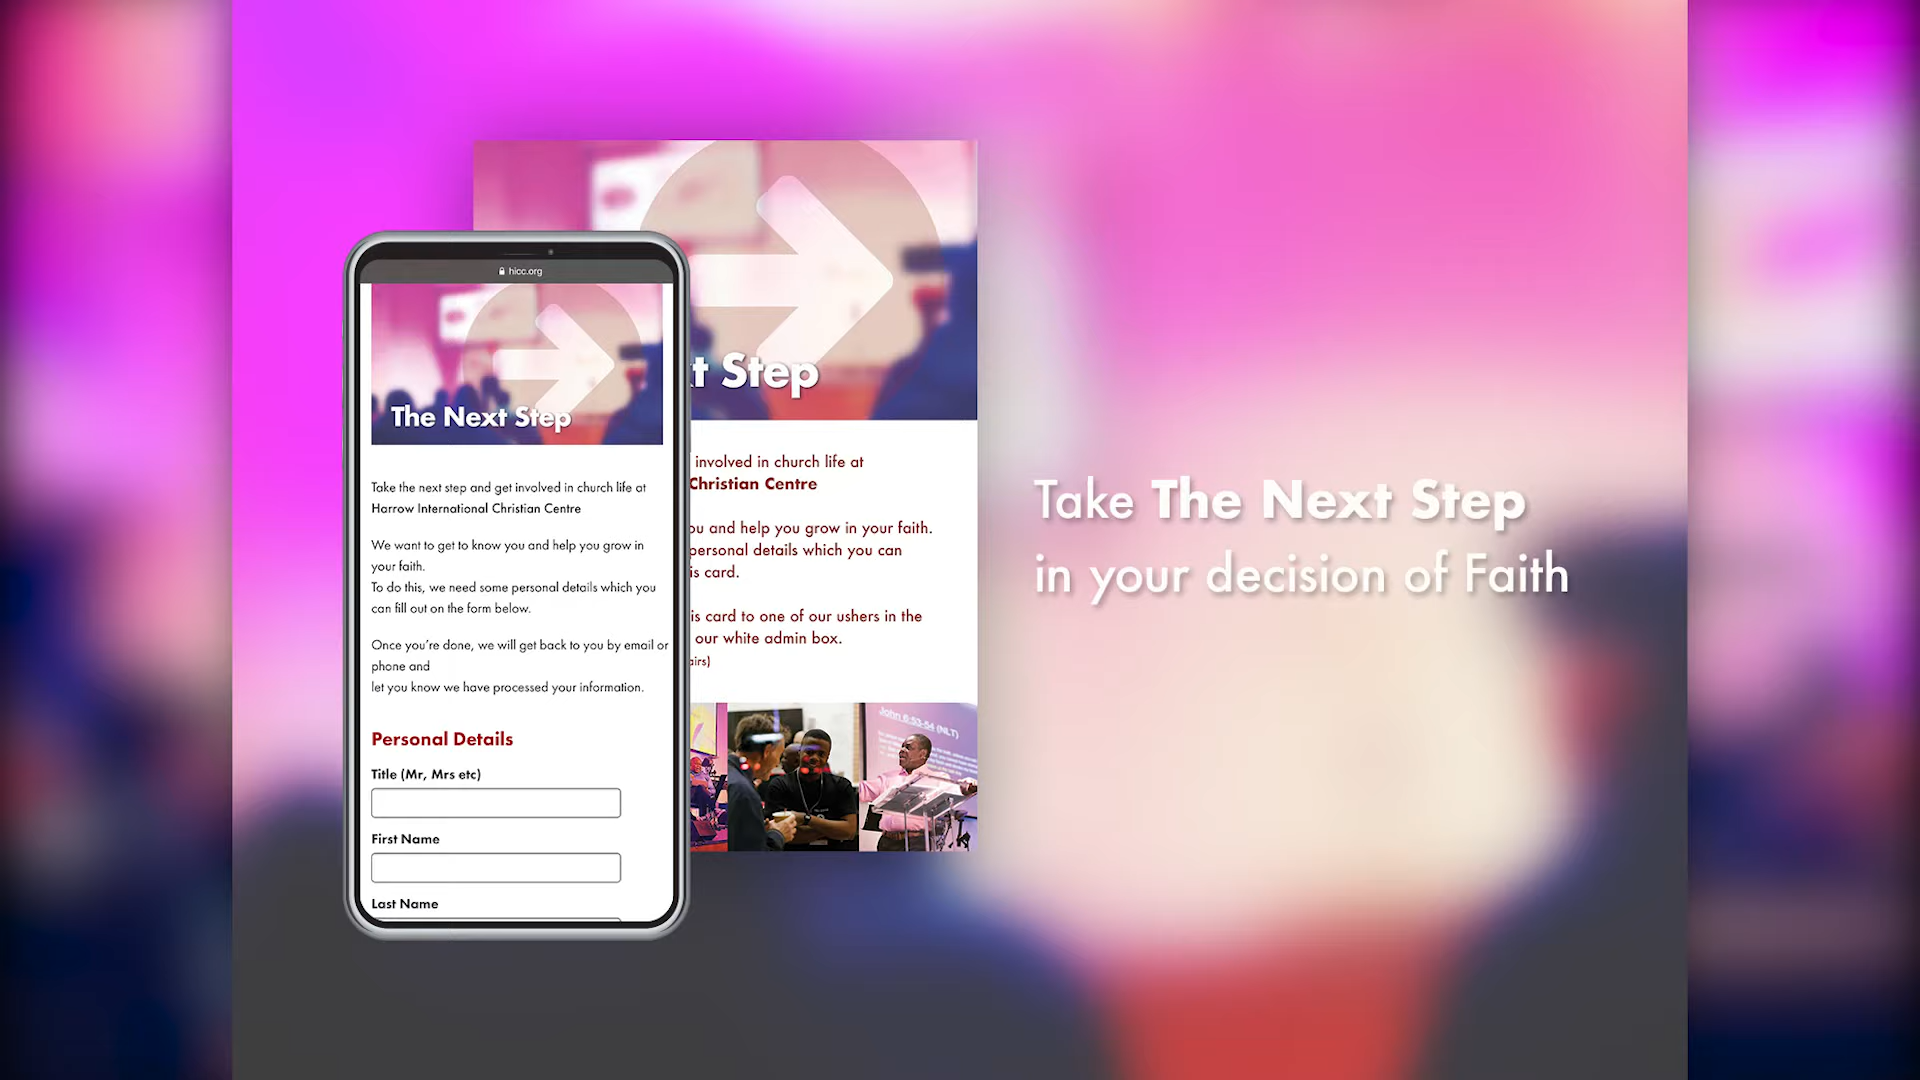 hicc.org
The Next Step
Take the next step and get involved in church life at
Harrow International Christian Centre
We want to get to know you and help you grow in
your faith.
To do this, we need some personal details which you
can fill out on the form below.
Once you're done, we will get back to you by email or
phone and
let you know we have processed your information.
Personal Details
Title (Mr, Mrs etc)
First Name
Last Name
t Step
involved in church life at
Christian Centre
ou and help you grow in your faith.
personal details which you can
is card.
is card to one of our ushers in the
our white admin box.
airs)
John 6:53-54 (NLT)
Take The Next Step
in your decision of Faith